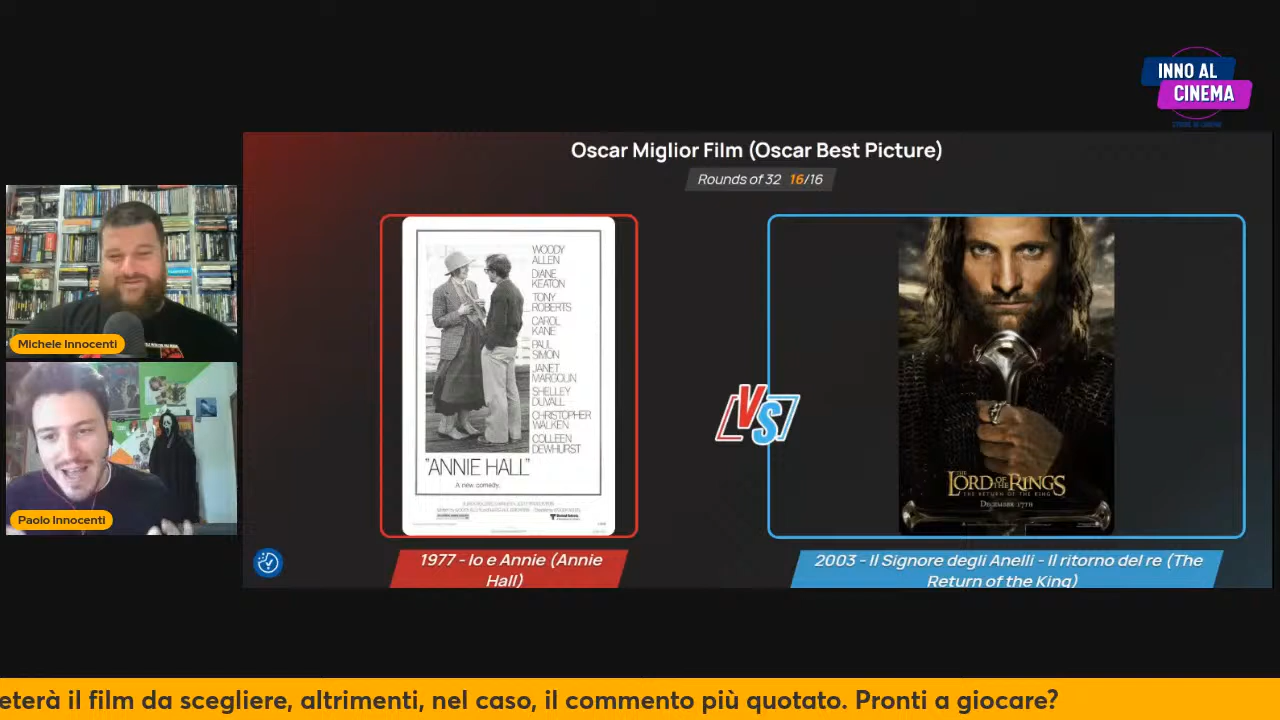 INNO AL
CINEMA
Oscar Miglior Film (Oscar Best Picture)
Rounds of 32 16/16
Michele Innocenti
Paolo Innocenti
WOODY
ALLEN
DIANE
KEATON
TONY
ROBERTS
CAROL
KANE
PAUL
SIMON
JANET
MARGOLIN
SHELLEY
DUVALL
CHRISTOPHER
WALKEN
COLLEEN
DEWHURST
"ANNIE HALL"
A new comedy.
VS
THE
LORD OF THE RINGS
THE RETURN OF THE KING
DECEMBER 17TH
1977 - Io e Annie (Annie
Hall)
2003 - Il Signore degli Anelli - Il ritorno del re (The
Return of the King)
eterà il film da scegliere, altrimenti, nel caso, il commento più quotato. Pronti a giocare?